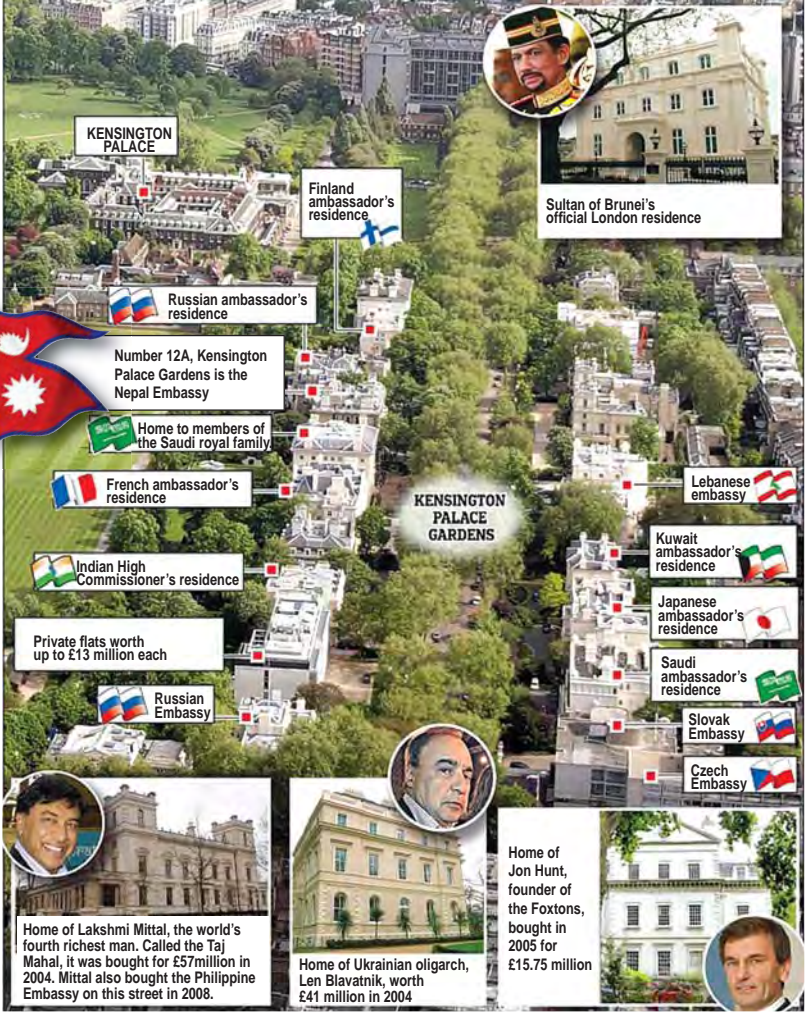 KENSINGTON
PALACE
Finland
ambassador's
residence
Sultan of Brunei's
official London residence
Russian ambassador's
residence
Number 12A, Kensington
Palace Gardens is the
Nepal Embassy
Home to members of
the Saudi royal family
French ambassador's
residence
KENSINGTON
PALACE
GARDENS
Lebanese
embassy
Kuwait
ambassador's
residence
Indian High
Commissioner's residence
Japanese
ambassador's
residence
Private flats worth
up to £13 million each
Saudi
ambassador's
residence
Russian
Embassy
Slovak
Embassy
Czech
Embassy
Home of Lakshmi Mittal, the world's
fourth richest man. Called the Taj
Mahal, it was bought for £57million in
2004. Mittal also bought the Philippine
Embassy on this street in 2008.
Home of Ukrainian oligarch,
Len Blavatnik, worth
£41 million in 2004
Home of
Jon Hunt,
founder of
the Foxtons,
bought in
2005 for
£15.75 million